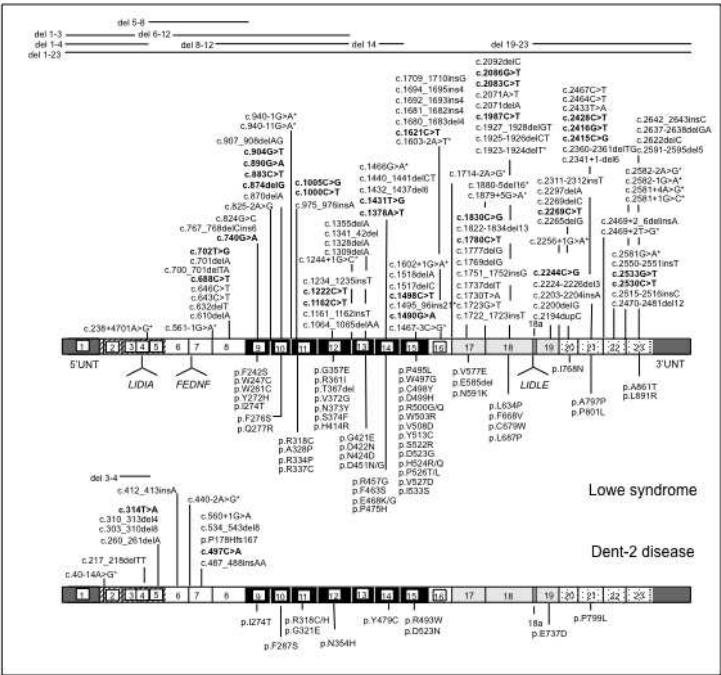 del 5-8
del 1-3
del 6-12
del 1-4
del 8-12
del 14
del 19-23
del 1-23
c.940-1G>A*
c.940-11G>A*
c.907_908delAG
c.904G>T
c.890G>A
c.883C>T
c.874delG
c.870delA
c.825-2A>G
c.824G>C
c.767_768delCins6
c.740G>A
c.702T>G
c.701delA
c.700_701delTA
c.688C>T
c.646C>T
c.643C>T
c.632delT
c.610delA
c.561-1G>A*
c.238+4701A>G*
c.1005C>G
c.1000C>T
c.975_976insA
c.1355delA
c.1341_42del
c.1328delA
c.1309delA
c.1244+1G>C*
c.1234_1235insT
c.1222C>T
c.1162C>T
c.1161_1162insT
c.1064_1065delAA
c.1466G>A*
c.1440_1441delCT
c.1432_1437del6
c.1431T>G
c.1378A>T
c.1709_1710insG
c.1694_1695ins4
c.1692_1693ins4
c.1681_1682ins4
c.1680_1683del4
c.1621C>T
c.1603-2A>T*
c.1602+1G>A*
c.1518delA
c.1517delC
c.1498C>T
c.1495_96ins21*
c.1490G>A
c.1467-3C>G*
c.2092delC
c.2086G>T
c.2083C>T
c.2071A>T
c.2071delA
c.1987C>T
c.1927_1928delGT
c.1925-1926delCT
c.1923-1924delT*
c.1714-2A>G*
c.1880-5del16*
c.1879+5G>A*
c.1830C>G
c.1822-1834del13
c.1780C>T
c.1777delG
c.1769delG
c.1751_1752insG
c.1737delT
c.1730T>A
c.1723G>T
c.1722_1723insT
c.2467C>T
c.2464C>T
c.2433T>A
c.2428C>T
c.2416G>T
c.2415C>G
c.2360-2361delTG
c.2341+1-del6
c.2311-2312insT
c.2297delA
c.2269delC
c.2269C>T
c.2265delG
c.2256+1G>A*
c.2244C>G
c.2224-2226del3
c.2203-2204insA
c.2200delG
c.2194dupC
c.2642_2643insC
c.2637-2638delGA
c.2622delC
c.2591-2595del5
c.2582-2A>G*
c.2582-1G>A*
c.2581+4A>G*
c.2581+1G>C*
c.2469+2_6delinsA
c.2469+2T>G*
c.2581G>A*
c.2550-2551insT
c.2533G>T
c.2530C>T
c.2515-2516insC
c.2470-2481del12
18a
1 2 3 4 5 6 7 8 9 10 11 12 13 14 15 16 17 18 19 20 21 22 23
5'UNT
3'UNT
LIDIA
FEDNF
LIDLE
p.F242S
p.W247C
p.W261C
p.Y272H
p.I274T
p.F276S
p.Q277R
p.R318C
p.A328P
p.R334P
p.R337C
p.G357E
p.R361I
p.T367del
p.V372G
p.N373Y
p.S374F
p.H414R
p.G421E
p.D422N
p.N424D
p.D451N/G
p.R457G
p.F463S
p.E468K/G
p.P475H
p.P495L
p.W497G
p.C498Y
p.D499H
p.R500G/Q
p.W503R
p.V508D
p.Y513C
p.S522R
p.D523G
p.H524R/Q
p.P526T/L
p.V527D
p.I533S
p.V577E
p.E585del
p.N591K
p.L634P
p.F668V
p.C679W
p.L687P
p.I768N
p.A797P
p.P801L
p.A861T
p.L891R
Lowe syndrome
del 3-4
c.412_413insA
c.314T>A
c.310_313del4
c.303_310del8
c.260_261delA
c.217_218delTT
c.40-14A>G*
c.440-2A>G*
c.560+1G>A
c.534_543del8
p.P178Hfs167
c.497C>A
c.487_488insAA
Dent-2 disease
1 2 3 4 5 6 7 8 9 10 11 12 13 14 15 16 17 18 19 20 21 22 23
18a
p.I274T
p.F287S
p.R318C/H
p.G321E
p.N354H
p.Y479C
p.R493W
p.D523N
p.E737D
p.P799L